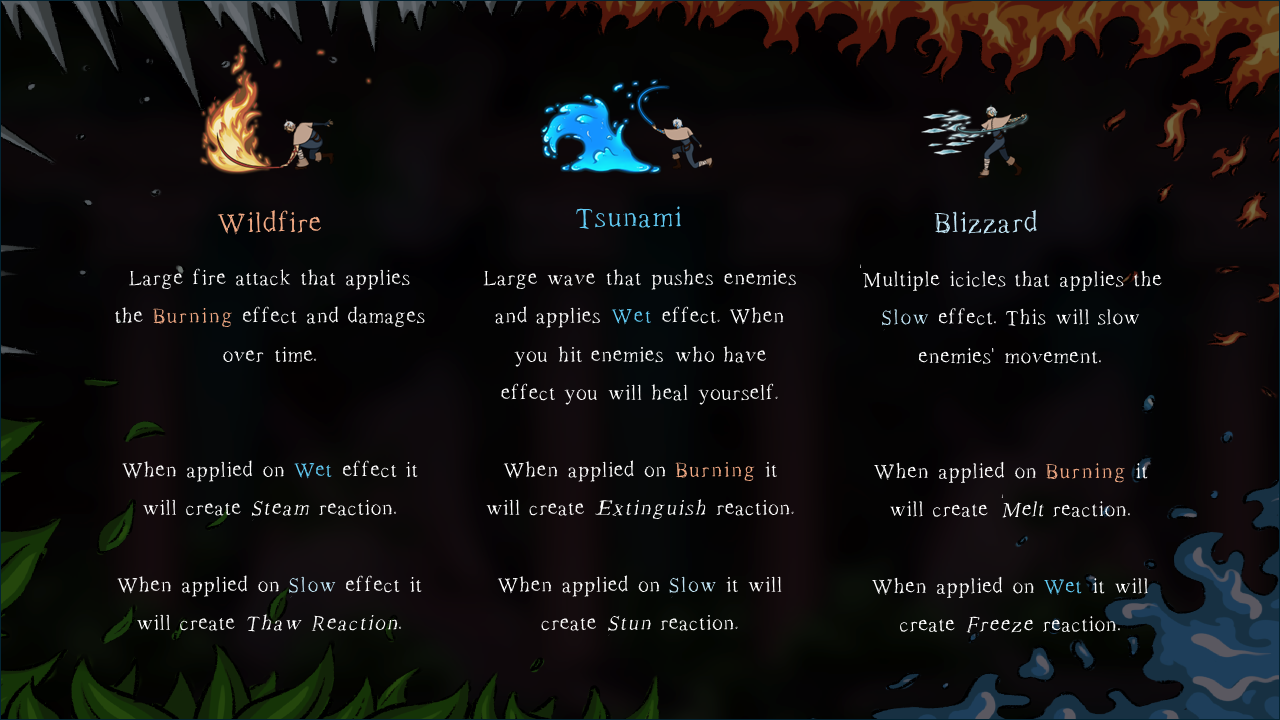 Wildfire
Large fire attack that applies
the Burning effect and damages
over time.
When applied on Wet effect it
will create Steam reaction.
When applied on Slow effect it
will create Thaw Reaction.
Tsunami
Large wave that pushes enemies
and applies Wet effect. When
you hit enemies who have
effect you will heal yourself.
When applied on Burning it
will create Extinguish reaction.
When applied on Slow it will
create Stun reaction.
Blizzard
Multiple icicles that applies the
Slow effect. This will slow
enemies' movement.
When applied on Burning it
will create Melt reaction.
When applied on Wet it will
create Freeze reaction.